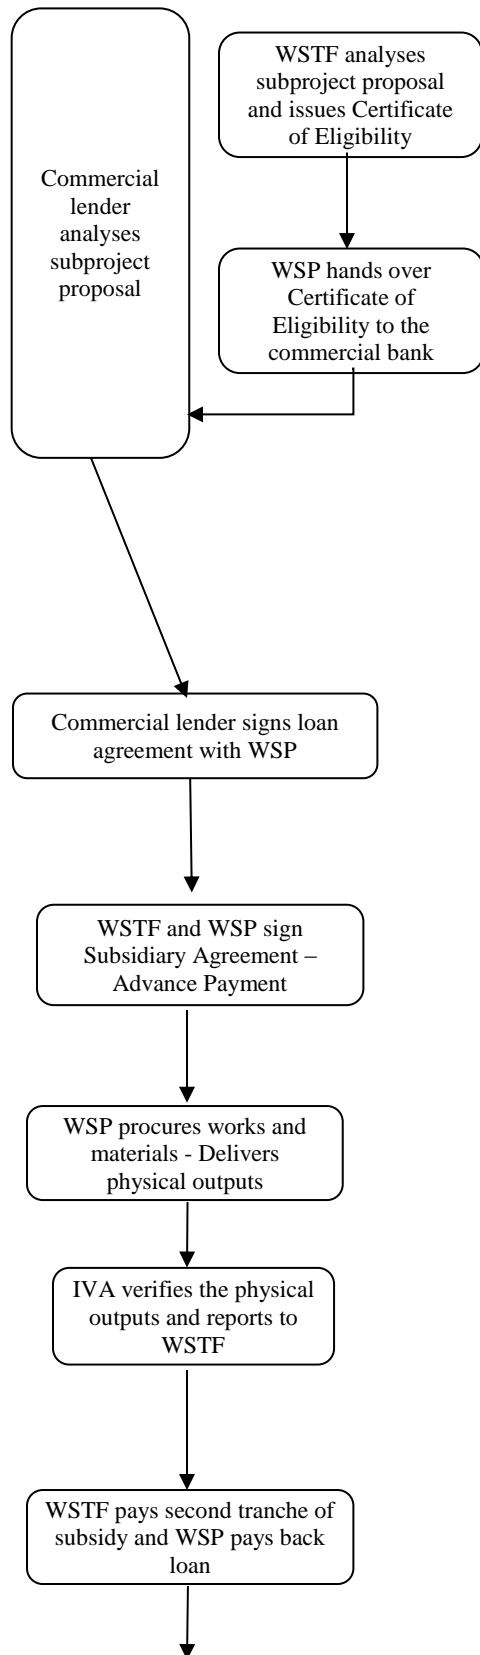 WSTF analyses
subproject proposal
and issues Certificate
of Eligibility
Commercial
lender
analyses
subproject
proposal
WSP hands over
Certificate of
Eligibility to the
commercial bank
Commercial lender signs loan
agreement with WSP
WSTF and WSP sign
Subsidiary Agreement –
Advance Payment
WSP procures works and
materials - Delivers
physical outputs
IVA verifies the physical
outputs and reports to
WSTF
WSTF pays second tranche of
subsidy and WSP pays back
loan